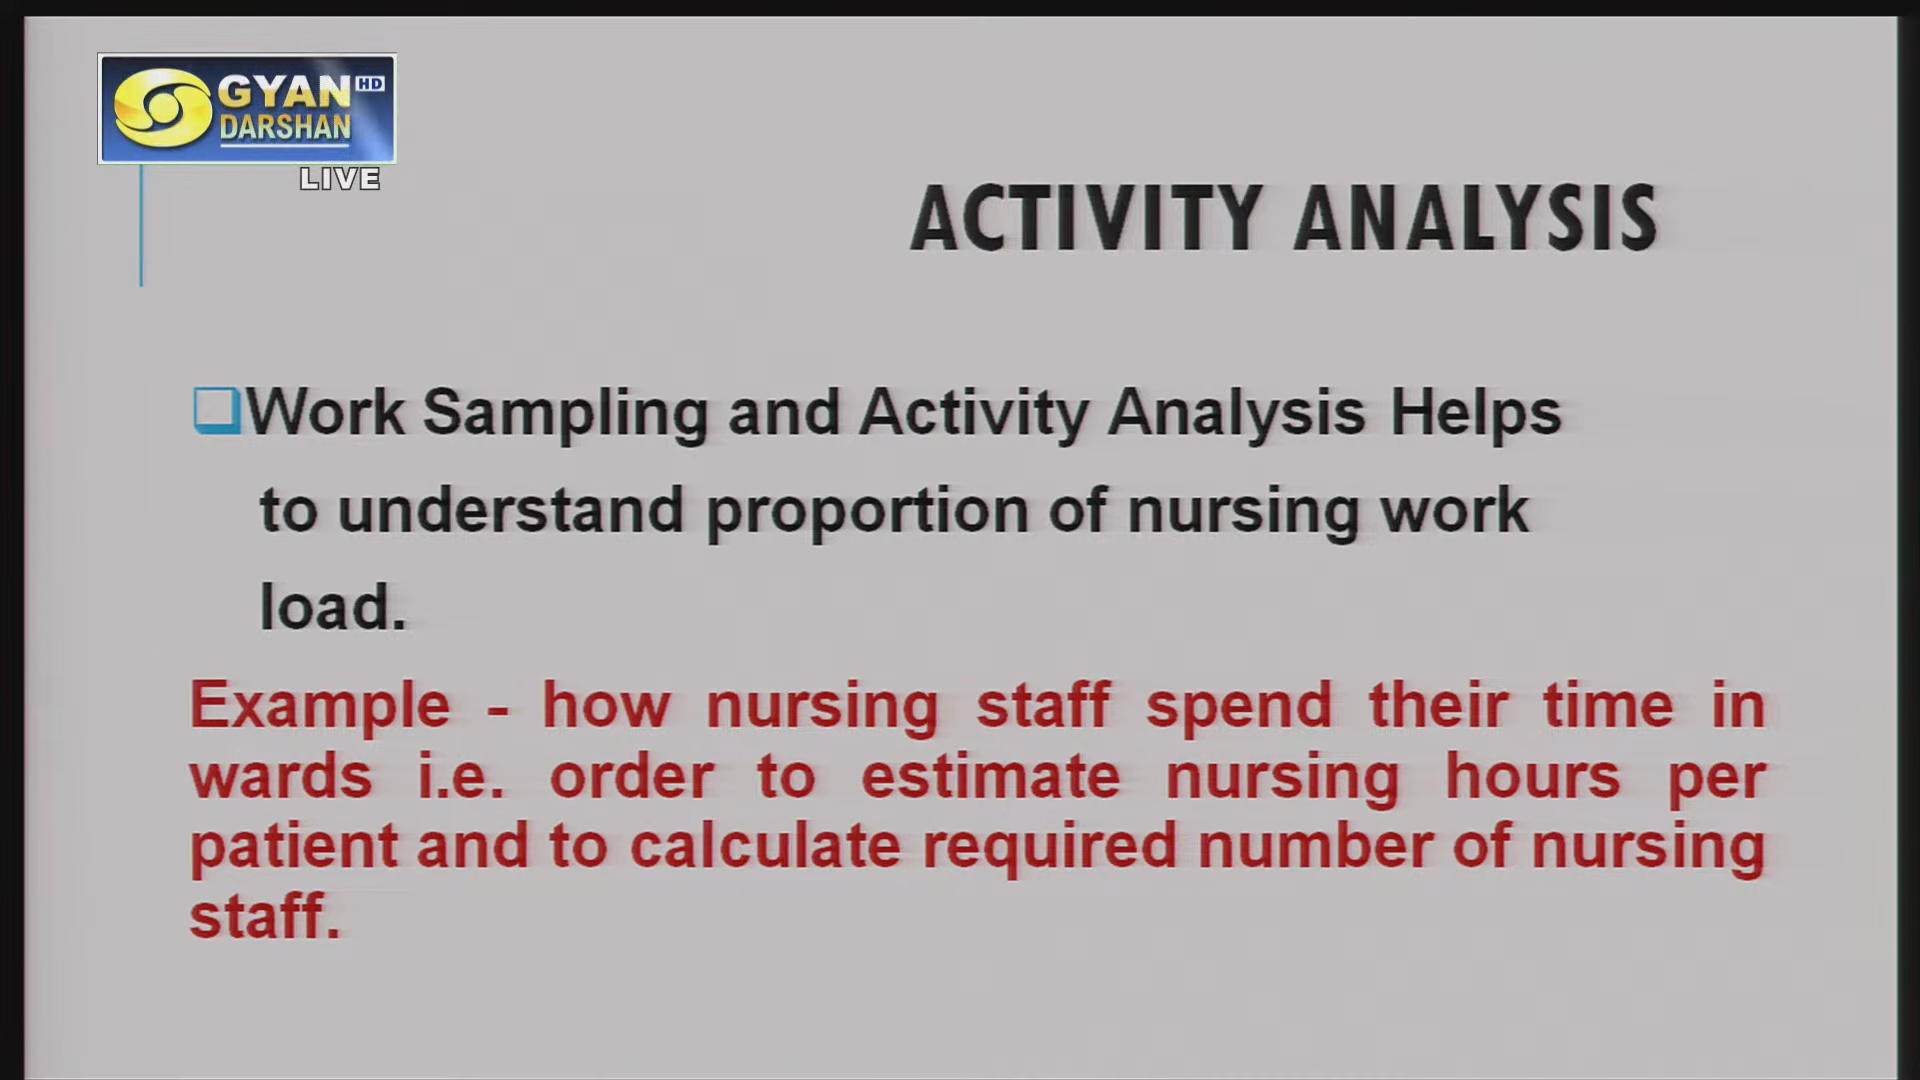 GYAN HD
DARSHAN
LIVE
ACTIVITY ANALYSIS
Work Sampling and Activity Analysis Helps
to understand proportion of nursing work
load.
Example - how nursing staff spend their time in
wards i.e. order to estimate nursing hours per
patient and to calculate required number of nursing
staff.